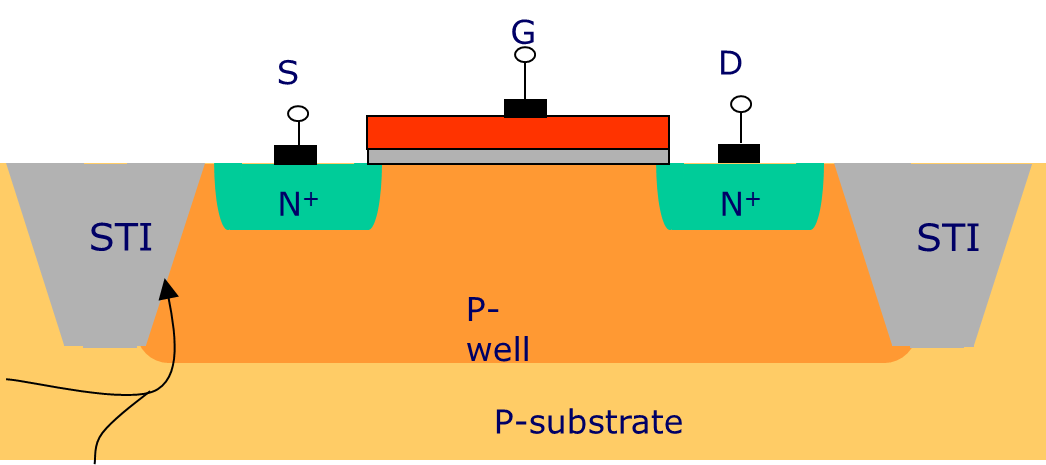 G
S
D
N+
N+
STI
STI
P-
well
P-substrate